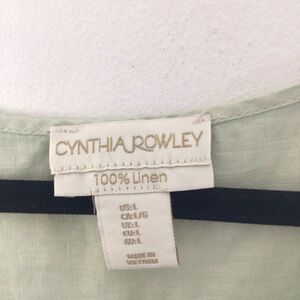 CYNTHIA ROWLEY
100% Linen
US:L
CA:L/G
UK:L
EU:L
AU:L
MADE IN
VIETNAM